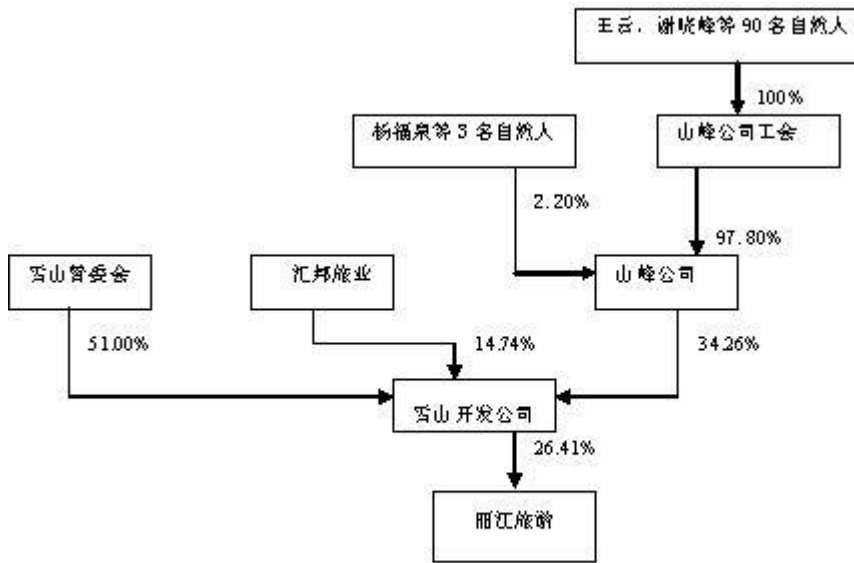 王云，谢晓峰等 90 名自然人
100%
杨福泉等 3 名自然人
山峰公司工会
2.20%
97.80%
雪山管委会
汇邦旅业
山峰公司
51.00%
14.74%
34.26%
雪山开发公司
26.41%
丽江旅游